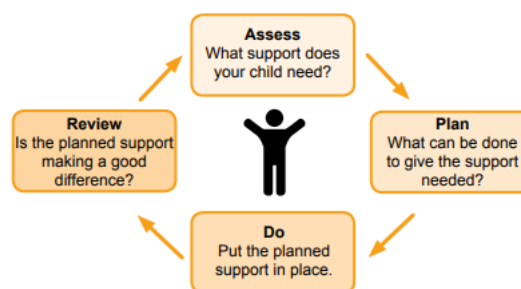 Assess
What support does
your child need?
Plan
What can be done
to give the support
needed?
Do
Put the planned
support in place.
Review
Is the planned support
making a good
difference?